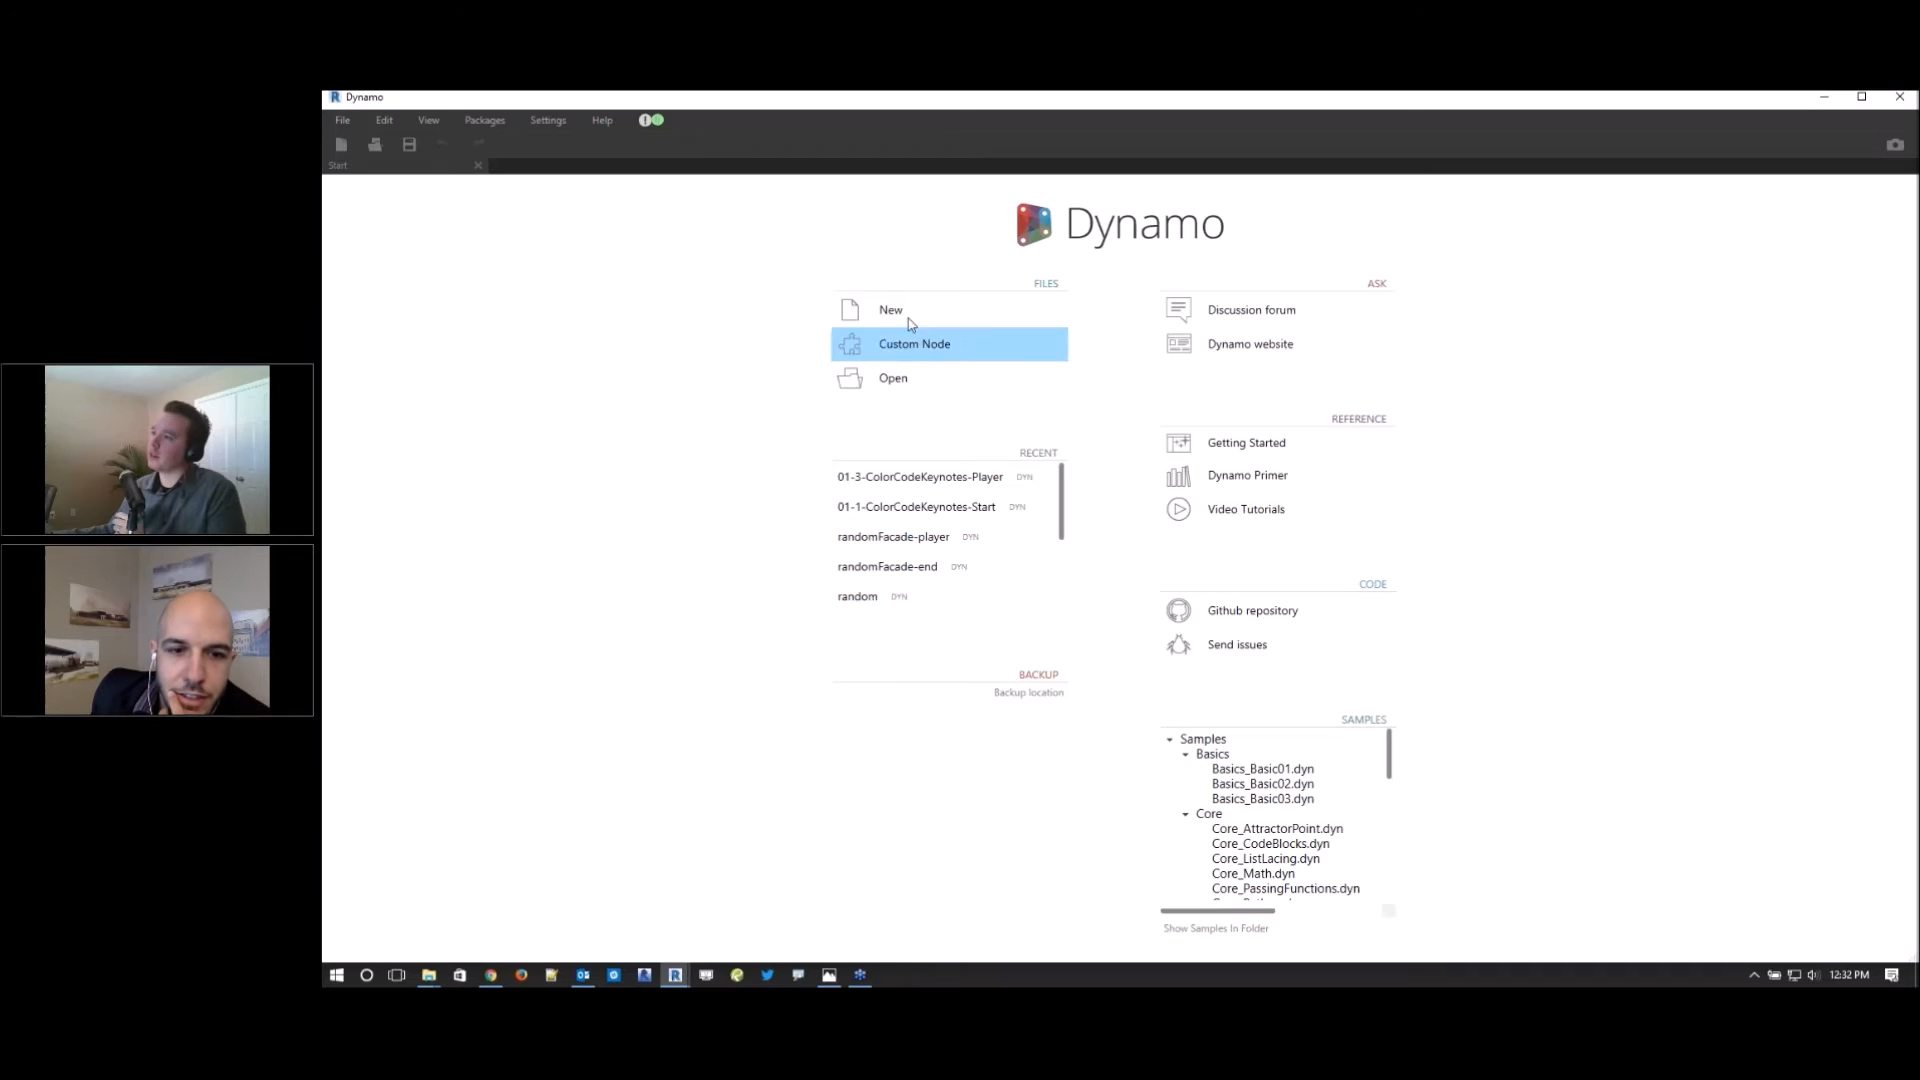 Dynamo
File Edit View Packages Settings Help
Start
Dynamo
FILES
New
Custom Node
Open
RECENT
01-3-ColorCodeKeynotes-Player DYN
01-1-ColorCodeKeynotes-Start DYN
randomFacade-player DYN
randomFacade-end DYN
random DYN
BACKUP
Backup location
ASK
Discussion forum
Dynamo website
REFERENCE
Getting Started
Dynamo Primer
Video Tutorials
CODE
Github repository
Send issues
SAMPLES
Samples
Basics
Basics_Basic01.dyn
Basics_Basic02.dyn
Basics_Basic03.dyn
Core
Core_AttractorPoint.dyn
Core_CodeBlocks.dyn
Core_ListLacing.dyn
Core_Math.dyn
Core_PassingFunctions.dyn
Show Samples In Folder
12:32 PM